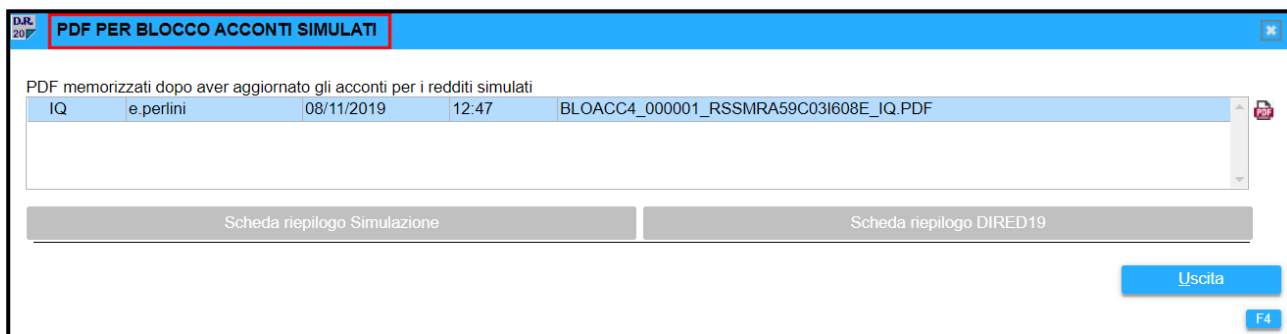 D.R.
20
PDF PER BLOCCO ACCONTI SIMULATI
PDF memorizzati dopo aver aggiornato gli acconti per i redditi simulati
IQ e.perlini 08/11/2019 12:47 BLOACC4_000001_RSSMRA59C03I608E_IQ.PDF
PDF
Scheda riepilogo Simulazione Scheda riepilogo DIRED19
Uscita
F4